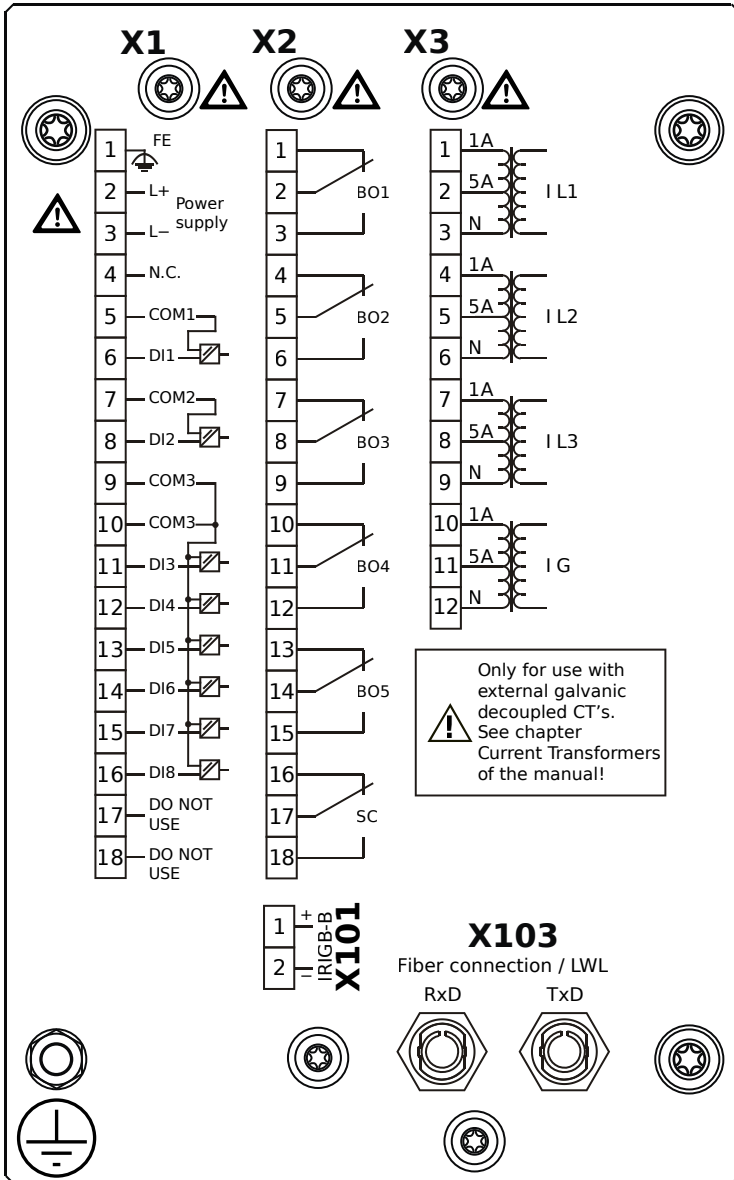 X1
X2
X3
1 FE
2 L+
Power
supply
3 L−
4 N.C.
5 COM1
6 DI1
7 COM2
8 DI2
9 COM3
10 COM3
11 DI3
12 DI4
13 DI5
14 DI6
15 DI7
16 DI8
17 DO NOT
USE
18 DO NOT
USE
1
2 BO1
3
4
5 BO2
6
7
8 BO3
9
10
11 BO4
12
13
14 BO5
15
16
17 SC
18
1 1A
2 5A I L1
3 N
4 1A
5 5A I L2
6 N
7 1A
8 5A I L3
9 N
10 1A
11 5A I G
12 N
Only for use with
external galvanic
decoupled CT's.
See chapter
Current Transformers
of the manual!
1 +
2 −
IRIGB-B
X101
X103
Fiber connection / LWL
RxD TxD